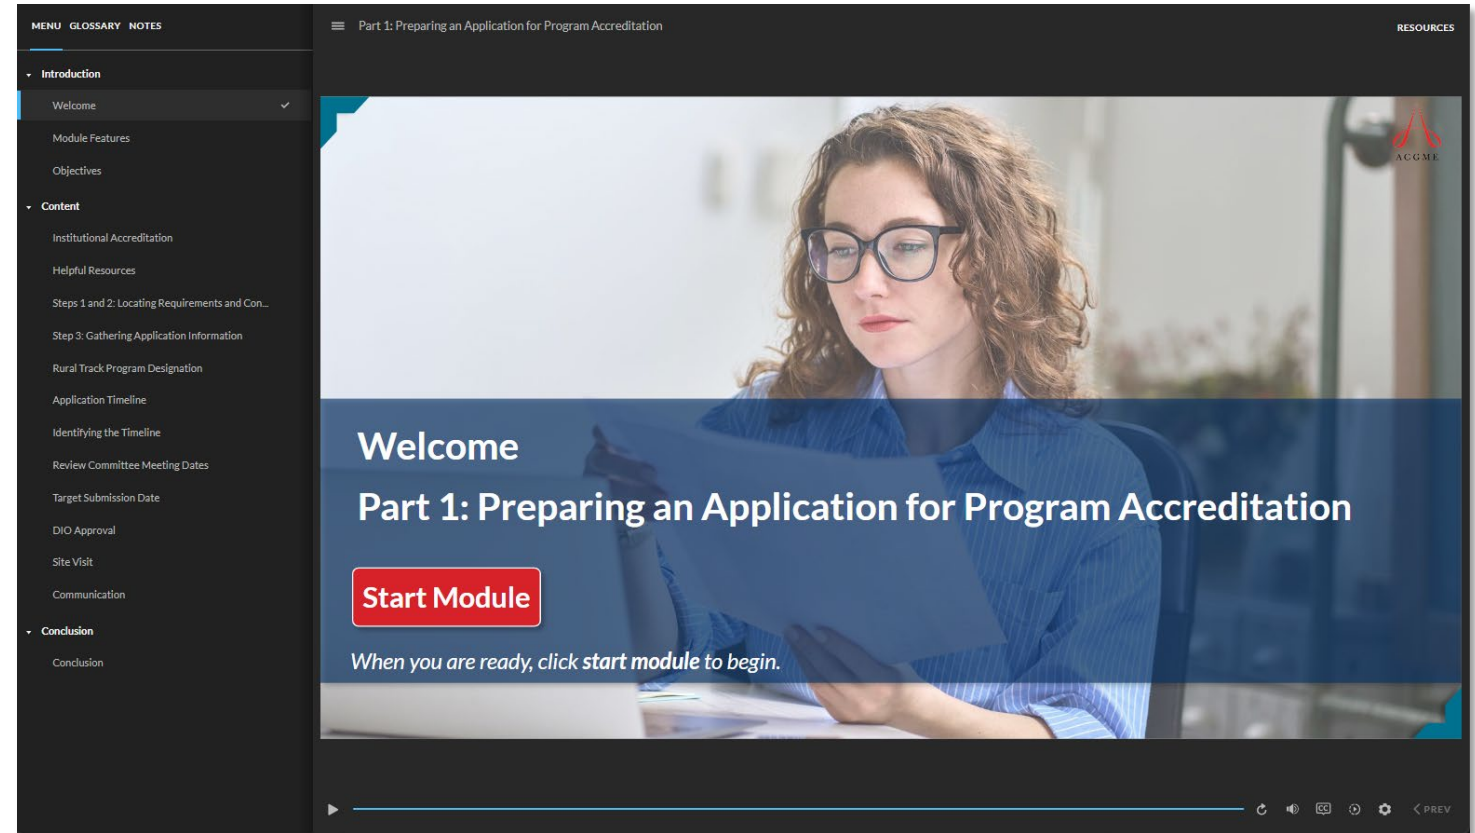 MENU GLOSSARY NOTES
Part 1: Preparing an Application for Program Accreditation
RESOURCES
Introduction
Welcome
Module Features
Objectives
Content
Institutional Accreditation
Helpful Resources
Steps 1 and 2: Locating Requirements and Con...
Step 3: Gathering Application Information
Rural Track Program Designation
Application Timeline
Identifying the Timeline
Review Committee Meeting Dates
Target Submission Date
DIO Approval
Site Visit
Communication
Conclusion
Conclusion
ACGME
Welcome
Part 1: Preparing an Application for Program Accreditation
Start Module
When you are ready, click start module to begin.
CC
PREV